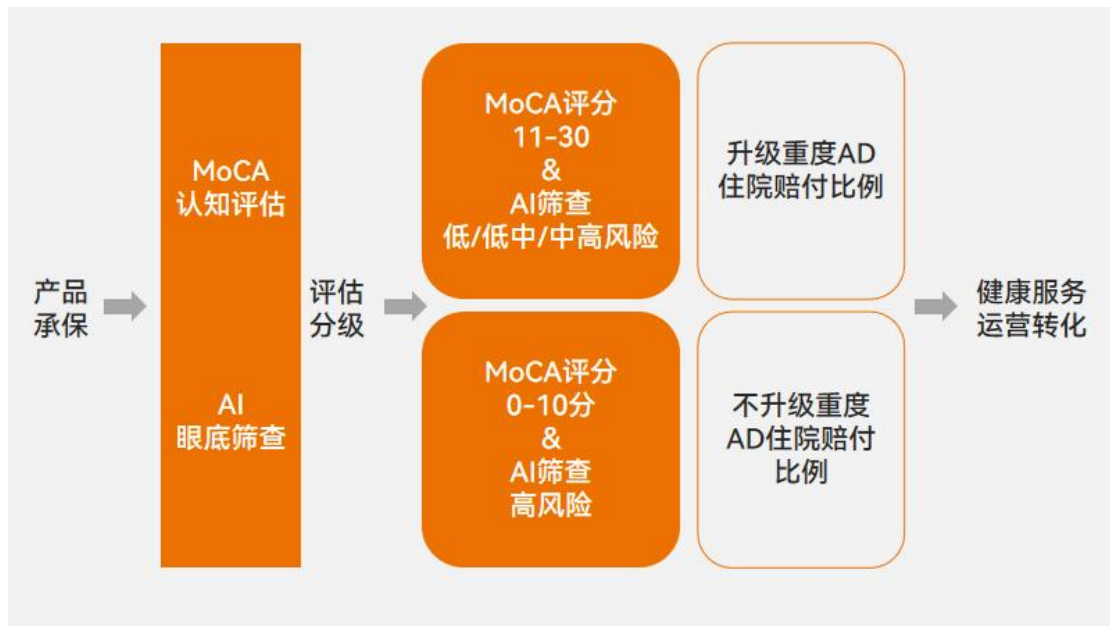 产品
承保
MoCA
认知评估
AI
眼底筛查
评估
分级
MoCA评分
11-30
&
AI筛查
低/低中/中高风险
升级重度AD
住院赔付比例
MoCA评分
0-10分
&
AI筛查
高风险
不升级重度
AD住院赔付
比例
健康服务
运营转化